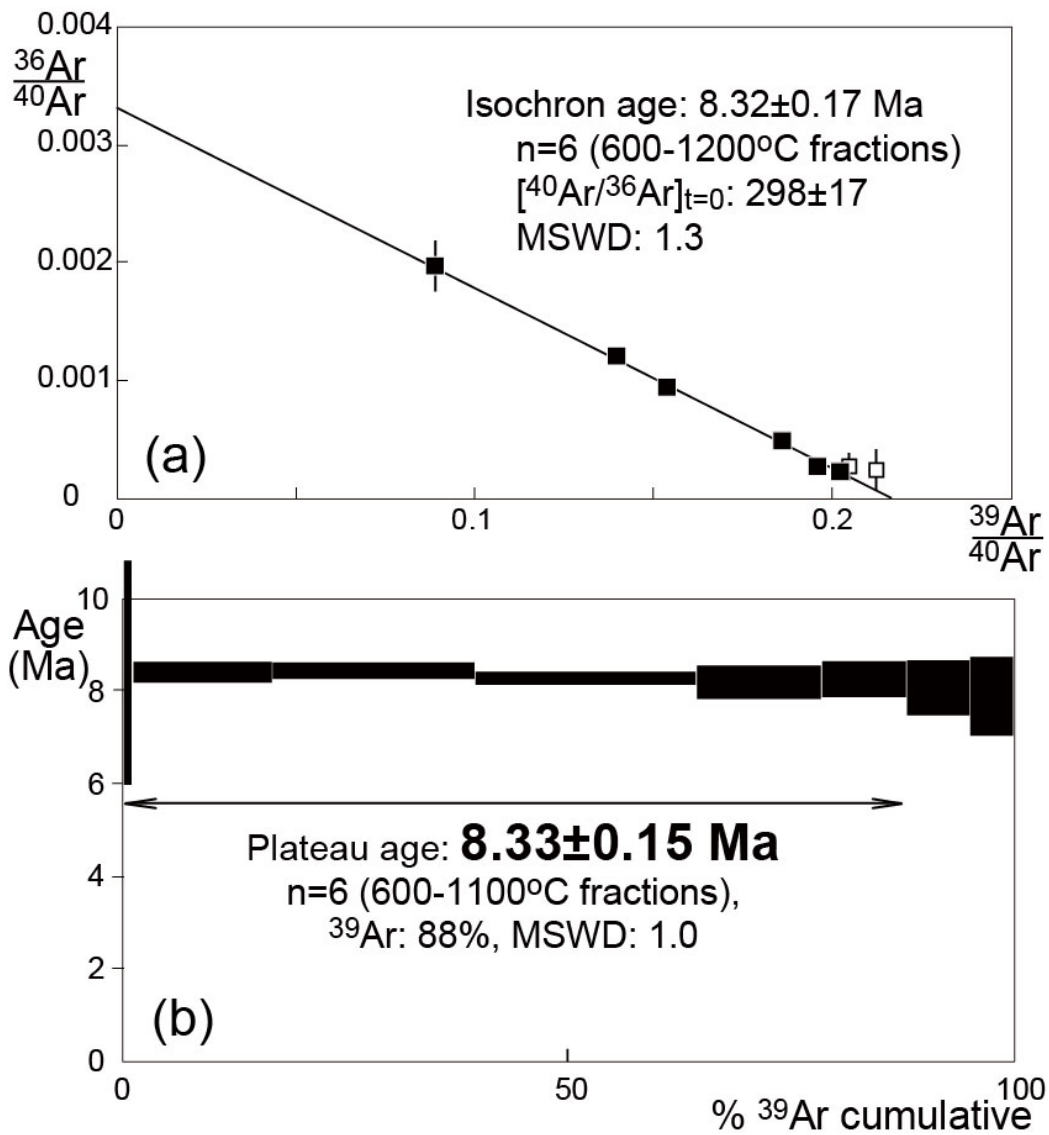 0.004
36Ar
40Ar
Isochron age: 8.32±0.17 Ma
n=6 (600-1200ºC fractions)
0.003
[40Ar/36Ar]t=0: 298±17
MSWD: 1.3
0.002
0.001
(a)
0
0
0.1
0.2
39Ar
40Ar
10
Age
(Ma)
8
6
Plateau age: 8.33±0.15 Ma
4
n=6 (600-1100ºC fractions),
39Ar: 88%, MSWD: 1.0
2
(b)
0
0
50
100
% 39Ar cumulative